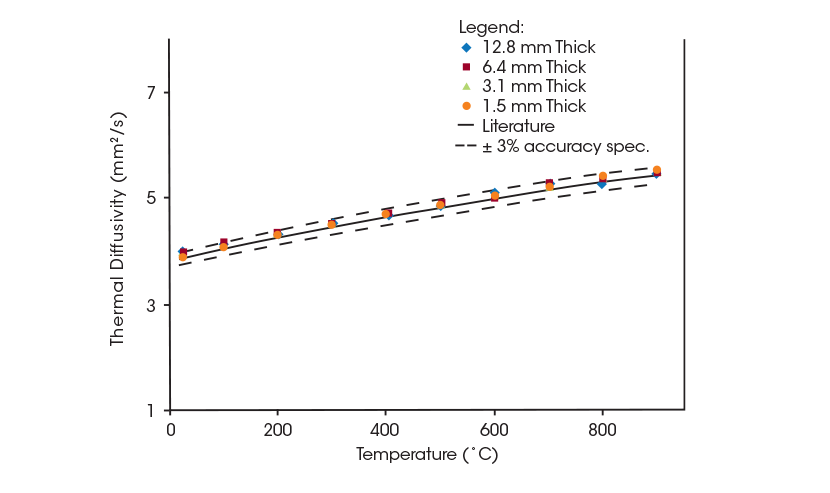 Legend:
12.8 mm Thick
6.4 mm Thick
3.1 mm Thick
1.5 mm Thick
Literature
± 3% accuracy spec.
Thermal Diffusivity (mm²/s)
7
5
3
1
0 200 400 600 800
Temperature (˚C)